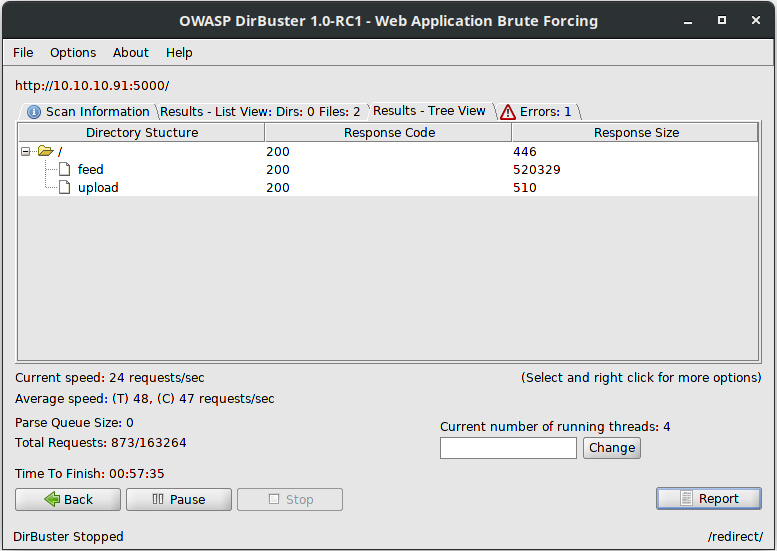 OWASP DirBuster 1.0-RC1 - Web Application Brute Forcing
File Options About Help
http://10.10.10.91:5000/
Scan Information Results - List View: Dirs: 0 Files: 2 Results - Tree View Errors: 1
Directory Stucture Response Code Response Size
/ 200 446
feed 200 520329
upload 200 510
Current speed: 24 requests/sec (Select and right click for more options)
Average speed: (T) 48, (C) 47 requests/sec
Parse Queue Size: 0
Current number of running threads: 4
Total Requests: 873/163264
Change
Time To Finish: 00:57:35
Back Pause Stop Report
DirBuster Stopped /redirect/